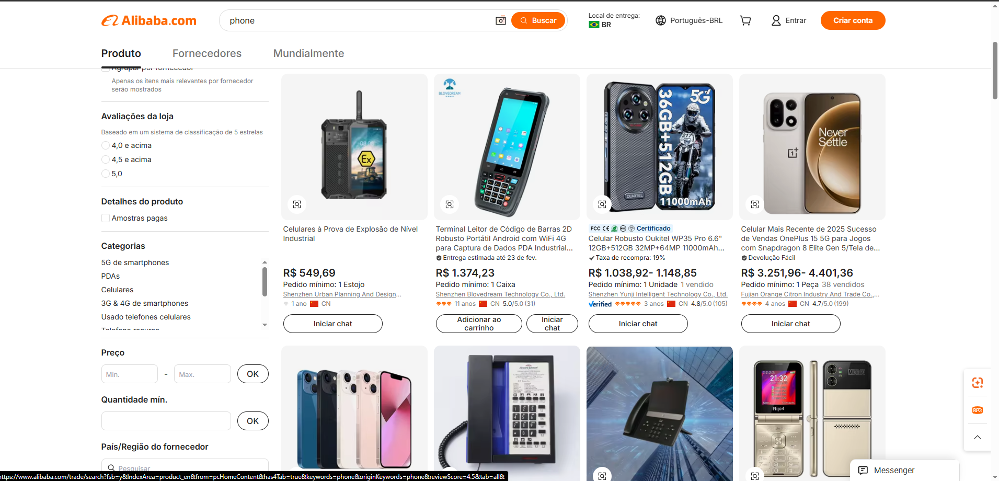 Alibaba.com
phone
Buscar
Local de entrega:
BR
Português-BRL
Entrar
Criar conta
Produto
Fornecedores
Mundialmente
Agrupar por fornecedor
Apenas os itens mais relevantes por fornecedor
serão mostrados
Avaliações da loja
Baseado em um sistema de classificação de 5 estrelas
4,0 e acima
4,5 e acima
5,0
Detalhes do produto
Amostras pagas
Categorias
5G de smartphones
PDAs
Celulares
3G & 4G de smartphones
Usado telefones celulares
Preço
Min.
-
Max.
OK
Quantidade mín.
OK
País/Região do fornecedor
Pesquisar
08:08
Ex
Celulares à Prova de Explosão de Nível
Industrial
R$ 549,69
Pedido mínimo: 1 Estojo
Shenzhen Urban Planning And Design...
1 ano
CN
Iniciar chat
BLOVEDREAM
Terminal Leitor de Código de Barras 2D
Robusto Portátil Android com WiFi 4G
para Captura de Dados PDA Industrial...
Entrega estimada até 23 de fev.
R$ 1.374,23
Pedido mínimo: 1 Caixa
Shenzhen Blovedream Technology Co., Ltd.
11 anos
CN
5.0/5.0 (31)
Adicionar ao
carrinho
Iniciar
chat
36GB+512GB
5G
217
OUKITEL
11000mAh
FCC CE
Certificado
Celular Robusto Oukitel WP35 Pro 6.6"
12GB+512GB 32MP+64MP 11000mAh...
Taxa de recompra: 19%
R$ 1.038,92- 1.148,85
Pedido mínimo: 1 Unidade
1 vendido
Shenzhen Yunji Intelligent Technology Co., Ltd.
Verified
3 anos
CN
4.8/5.0 (105)
Iniciar chat
Never
Settle
1+
Celular Mais Recente de 2025 Sucesso
de Vendas OnePlus 15 5G para Jogos
com Snapdragon 8 Elite Gen 5/Tela de...
Devolução Fácil
R$ 3.251,96- 4.401,36
Pedido mínimo: 1 Peça
38 vendidos
Fujian Orange Citron Industry And Trade Co.,...
4 anos
CN
4.7/5.0 (199)
Iniciar chat
21:32
Flijo4
RFQ
Messenger
https://www.alibaba.com/trade/search?fsb=y&IndexArea=product_en&from=pcHomeContent&has4Tab=true&keywords=phone&originKeywords=phone&reviewScore=4.5&tab=all&